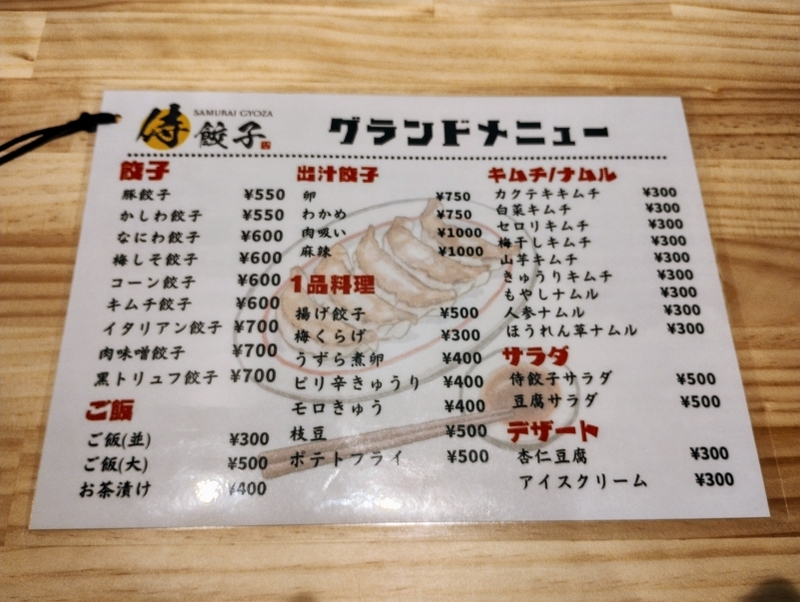 侍 SAMURAI GYOZA
餃子
グランドメニュー
餃子
豚餃子 ¥550
かしわ餃子 ¥550
なにわ餃子 ¥600
梅しそ餃子 ¥600
コーン餃子 ¥600
キムチ餃子 ¥600
イタリアン餃子 ¥700
肉味噌餃子 ¥700
黒トリュフ餃子 ¥700
ご飯
ご飯(並) ¥300
ご飯(大) ¥500
お茶漬け ¥400
出汁餃子
卵 ¥750
わかめ ¥750
肉吸い ¥1000
麻辣 ¥1000
1品料理
揚げ餃子 ¥500
梅くらげ ¥300
うずら煮卵 ¥400
ピリ辛きゅうり ¥400
モロきゅう ¥400
枝豆 ¥500
ポテトフライ ¥500
キムチ/ナムル
カクテキキムチ ¥300
白菜キムチ ¥300
セロリキムチ ¥300
梅干しキムチ ¥300
山芋キムチ ¥300
きゅうりキムチ ¥300
もやしナムル ¥300
人参ナムル ¥300
ほうれん草ナムル ¥300
サラダ
侍餃子サラダ ¥500
豆腐サラダ ¥500
デザート
杏仁豆腐 ¥300
アイスクリーム ¥300